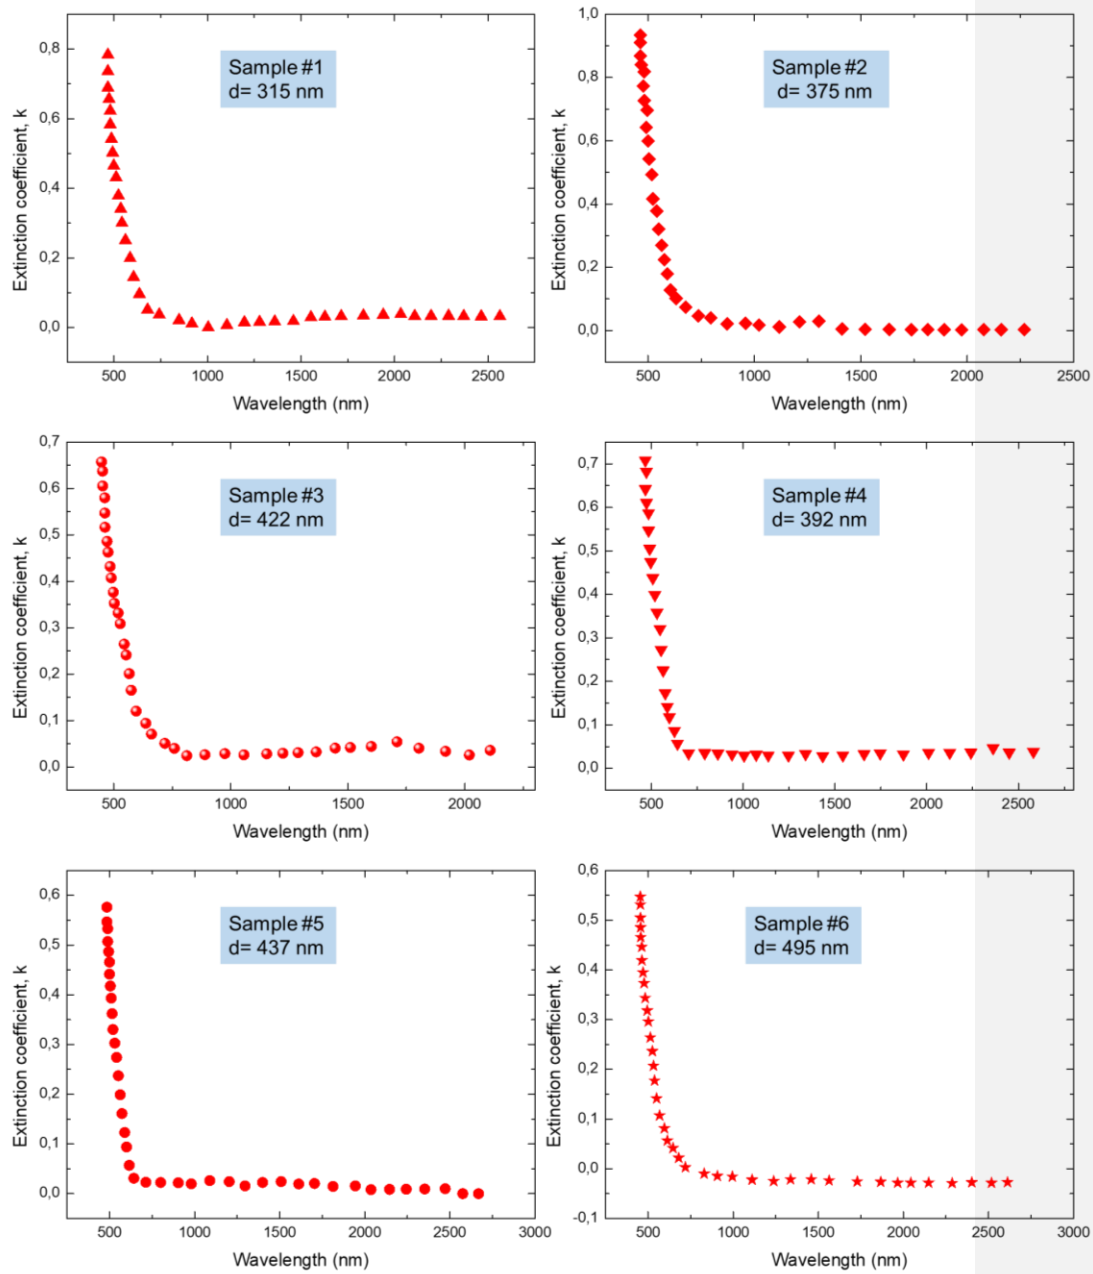 Sample #1
d= 315 nm
Extinction coefficient, k
0,8
0,6
0,4
0,2
0,0
500 1000 1500 2000 2500
Wavelength (nm)
Sample #2
d= 375 nm
Extinction coefficient, k
1,0
0,8
0,6
0,4
0,2
0,0
500 1000 1500 2000 2500
Wavelength (nm)
Sample #3
d= 422 nm
Extinction coefficient, k
0,7
0,6
0,5
0,4
0,3
0,2
0,1
0,0
500 1000 1500 2000
Wavelength (nm)
Sample #4
d= 392 nm
Extinction coefficient, k
0,7
0,6
0,5
0,4
0,3
0,2
0,1
0,0
500 1000 1500 2000 2500
Wavelength (nm)
Sample #5
d= 437 nm
Extinction coefficient, k
0,6
0,5
0,4
0,3
0,2
0,1
0,0
500 1000 1500 2000 2500 3000
Wavelength (nm)
Sample #6
d= 495 nm
Extinction coefficient, k
0,6
0,5
0,4
0,3
0,2
0,1
-0,0
-0,1
500 1000 1500 2000 2500 3000
Wavelength (nm)